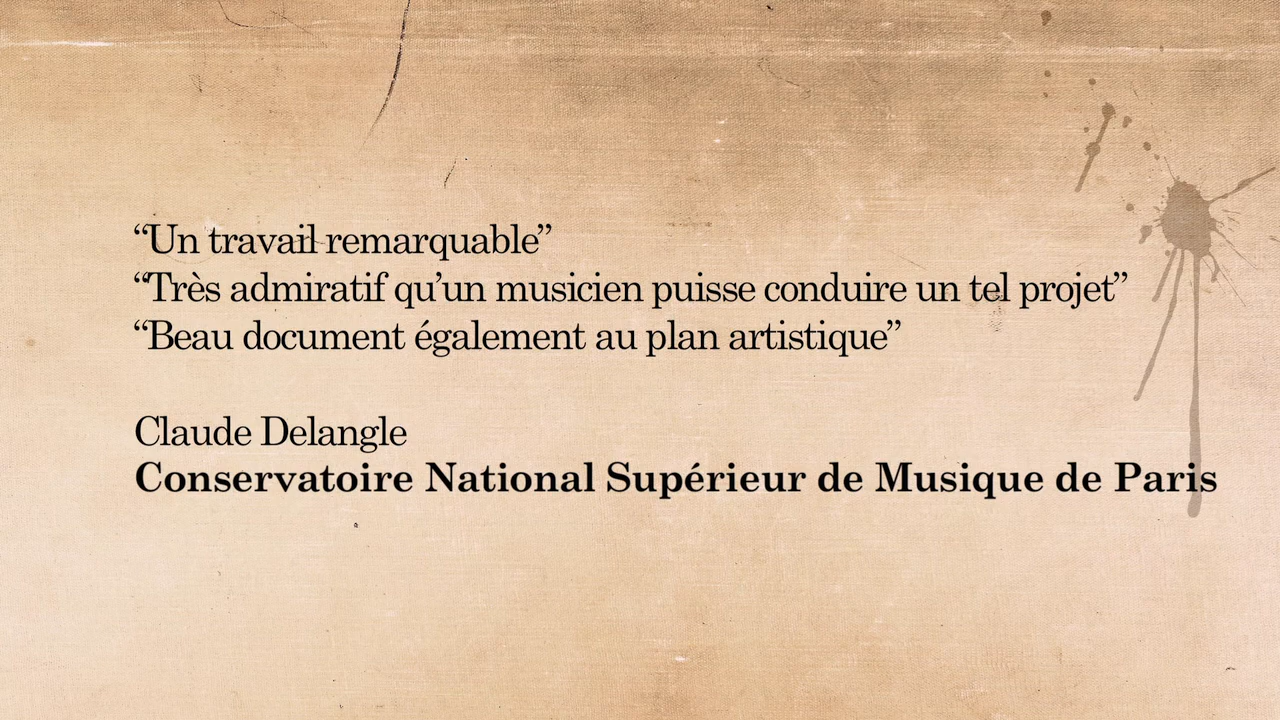 “Un travail remarquable”
“Très admiratif qu’un musicien puisse conduire un tel projet”
“Beau document également au plan artistique”
Claude Delangle
Conservatoire National Supérieur de Musique de Paris